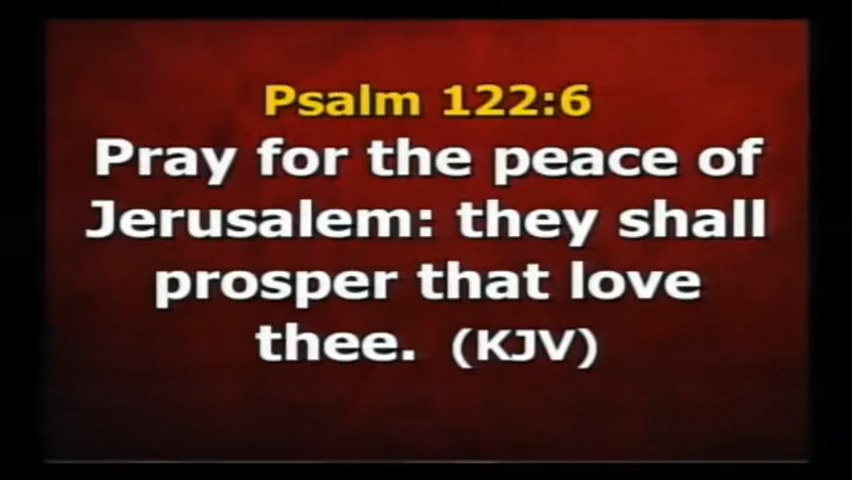 Psalm 122:6
Pray for the peace of
Jerusalem: they shall
prosper that love
thee. (KJV)